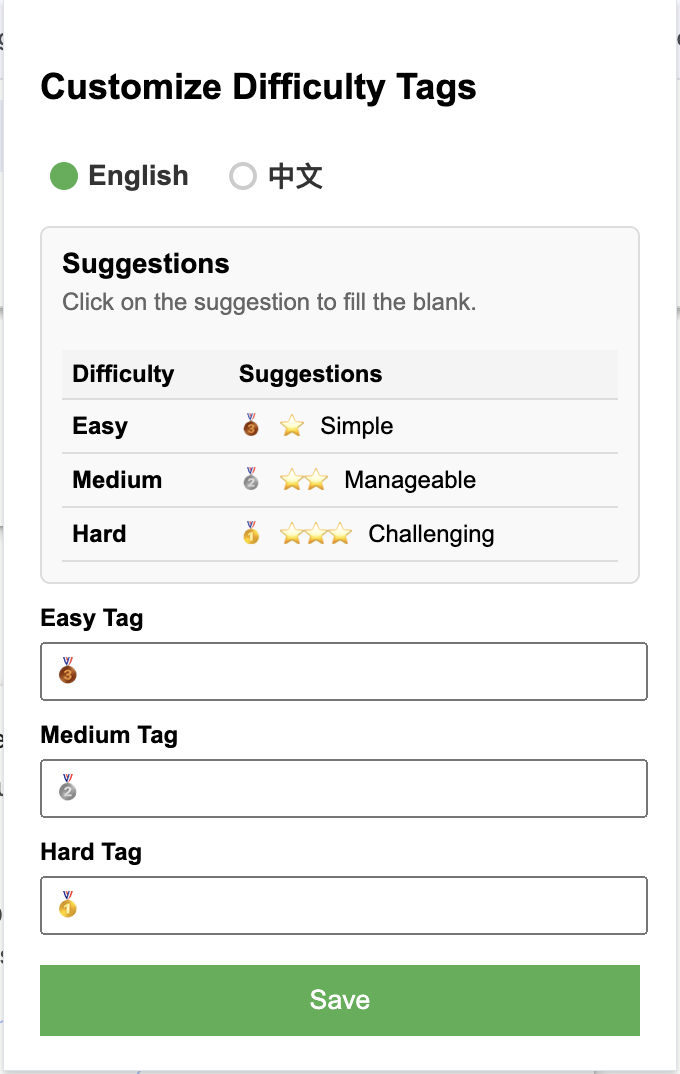 Customize Difficulty Tags
English 中文
Suggestions
Click on the suggestion to fill the blank.
Difficulty Suggestions
Easy 🥉 ⭐ Simple
Medium 🥈 ⭐⭐ Manageable
Hard 🥇 ⭐⭐⭐ Challenging
Easy Tag
🥉
Medium Tag
🥈
Hard Tag
🥇
Save